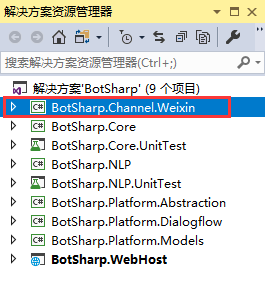 解决方案资源管理器
搜索解决方案资源管理器(Ctrl+;)
解决方案'BotSharp' (9 个项目)
C# BotSharp.Channel.Weixin
C# BotSharp.Core
BotSharp.Core.UnitTest
C# BotSharp.NLP
BotSharp.NLP.UnitTest
C# BotSharp.Platform.Abstraction
C# BotSharp.Platform.Dialogflow
C# BotSharp.Platform.Models
BotSharp.WebHost